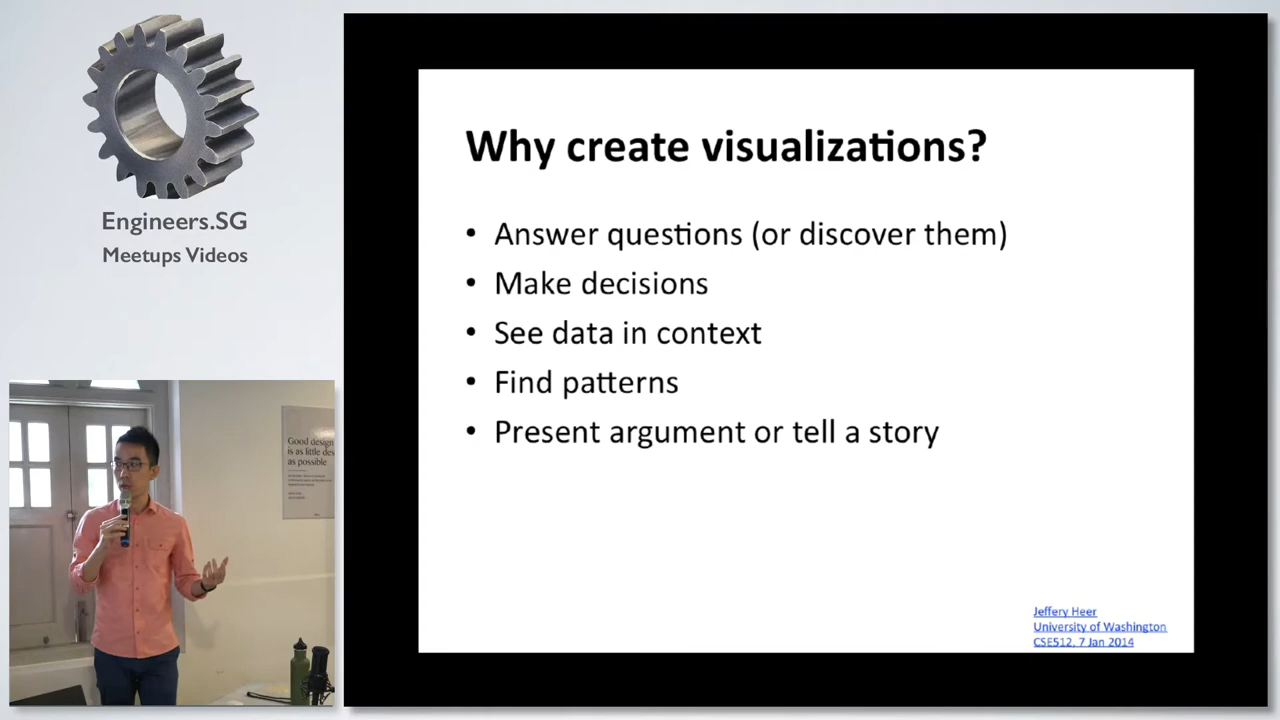 Engineers.SG
Meetups Videos
Why create visualizations?
• Answer questions (or discover them)
• Make decisions
• See data in context
• Find patterns
• Present argument or tell a story
Jeffery Heer
University of Washington
CSE512, 7 Jan 2014
Good design
is as little des
as possible